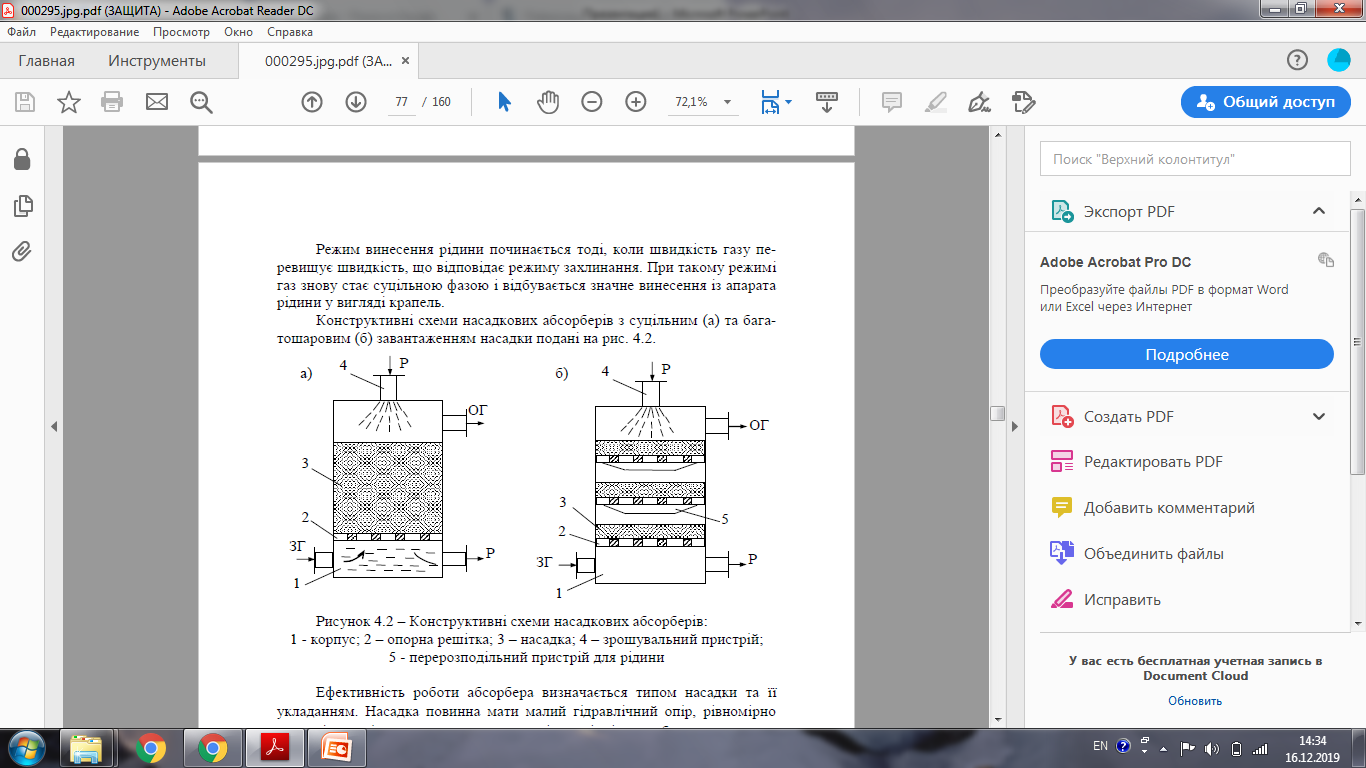 000295.jpg.pdf (ЗАЩИТА) - Adobe Acrobat Reader DC
Файл Редактирование Просмотр Окно Справка
Главная Инструменты 000295.jpg.pdf (ЗА... ×
77 / 160 72,1% Общий доступ
Режим винесення рідини починається тоді, коли швидкість газу пе-
ревищує швидкість, що відповідає режиму захлинання. При такому режимі
газ знову стає суцільною фазою і відбувається значне винесення із апарата
рідини у вигляді крапель.
Конструктивні схеми насадкових абсорберів з суцільним (а) та бага-
тошаровим (б) завантаженням насадки подані на рис. 4.2.
а) 4 Р
ОГ
3
2
ЗГ
Р
1
б) 4 Р
ОГ
3
5
2
ЗГ
Р
1
Рисунок 4.2 – Конструктивні схеми насадкових абсорберів:
1 - корпус; 2 – опорна решітка; 3 – насадка; 4 – зрошувальний пристрій;
5 - перерозподільний пристрій для рідини
Ефективність роботи абсорбера визначається типом насадки та її
укладанням. Насадка повинна мати малий гідравлічний опір, рівномірно
Поиск "Верхний колонтитул"
Экспорт PDF
Adobe Acrobat Pro DC
Преобразуйте файлы PDF в формат Word
или Excel через Интернет
Подробнее
Создать PDF
Редактировать PDF
Добавить комментарий
Объединить файлы
Исправить
У вас есть бесплатная учетная запись в
Document Cloud
Обновить
EN
14:34
16.12.2019